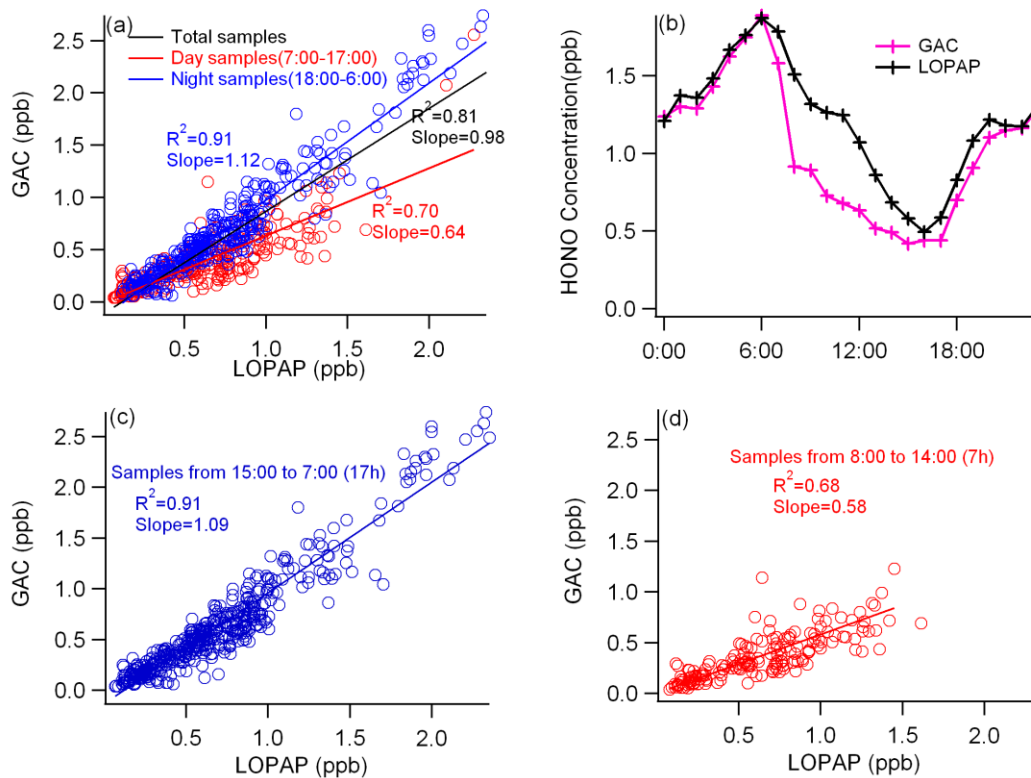 (a)
Total samples
Day samples(7:00-17:00)
Night samples(18:00-6:00)
R²=0.91
Slope=1.12
R²=0.81
Slope=0.98
R²=0.70
Slope=0.64
GAC (ppb)
2.5
2.0
1.5
1.0
0.5
0.0
0.5 1.0 1.5 2.0
LOPAP (ppb)
(b)
GAC
LOPAP
HONO Concentration(ppb)
1.5
1.0
0.5
0.0
0:00 6:00 12:00 18:00
(c)
Samples from 15:00 to 7:00 (17h)
R²=0.91
Slope=1.09
GAC (ppb)
2.5
2.0
1.5
1.0
0.5
0.0
0.5 1.0 1.5 2.0
LOPAP (ppb)
(d)
Samples from 8:00 to 14:00 (7h)
R²=0.68
Slope=0.58
GAC (ppb)
2.5
2.0
1.5
1.0
0.5
0.0
0.5 1.0 1.5 2.0
LOPAP (ppb)